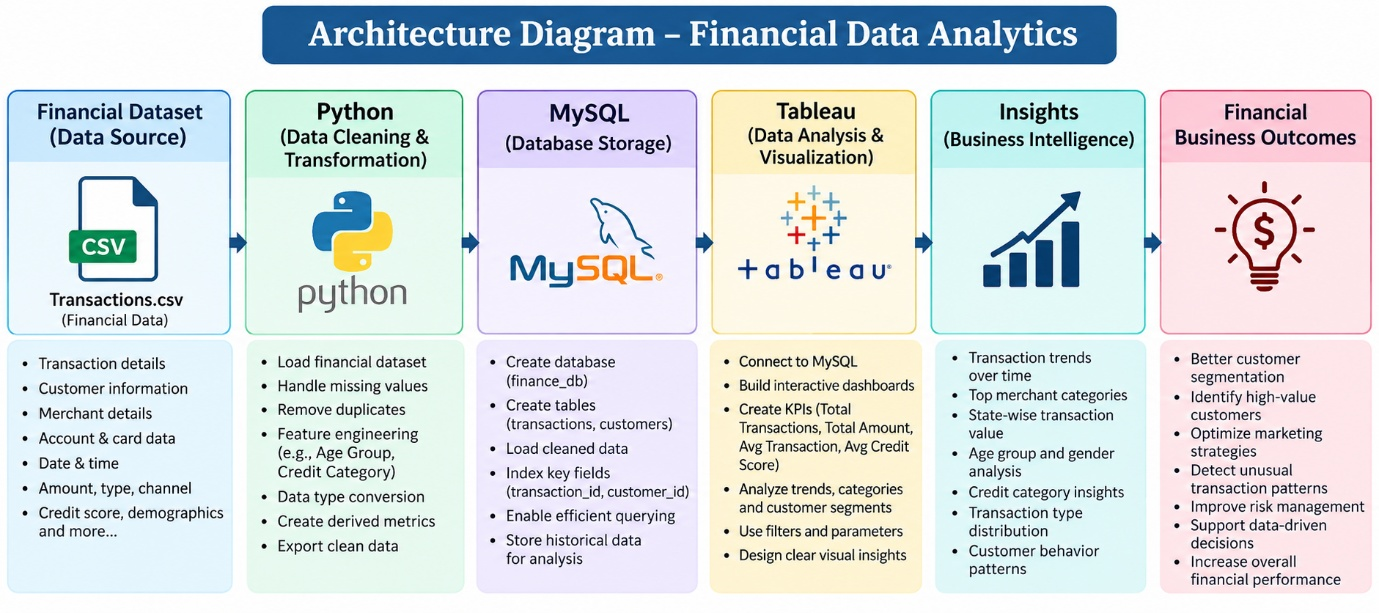 Architecture Diagram – Financial Data Analytics
Financial Dataset
(Data Source)
CSV
Transactions.csv
(Financial Data)
• Transaction details
• Customer information
• Merchant details
• Account & card data
• Date & time
• Amount, type, channel
• Credit score, demographics
and more...
Python
(Data Cleaning &
Transformation)
python
• Load financial dataset
• Handle missing values
• Remove duplicates
• Feature engineering
(e.g., Age Group,
Credit Category)
• Data type conversion
• Create derived metrics
• Export clean data
MySQL
(Database Storage)
MySQL®
• Create database
(finance_db)
• Create tables
(transactions, customers)
• Load cleaned data
• Index key fields
(transaction_id, customer_id)
• Enable efficient querying
• Store historical data
for analysis
Tableau
(Data Analysis &
Visualization)
tableau®
• Connect to MySQL
• Build interactive dashboards
• Create KPIs (Total
Transactions, Total Amount,
Avg Transaction, Avg Credit
Score)
• Analyze trends, categories
and customer segments
• Use filters and parameters
• Design clear visual insights
Insights
(Business Intelligence)
• Transaction trends
over time
• Top merchant categories
• State-wise transaction
value
• Age group and gender
analysis
• Credit category insights
• Transaction type
distribution
• Customer behavior
patterns
Financial
Business Outcomes
$
• Better customer
segmentation
• Identify high-value
customers
• Optimize marketing
strategies
• Detect unusual
transaction patterns
• Improve risk management
• Support data-driven
decisions
• Increase overall
financial performance